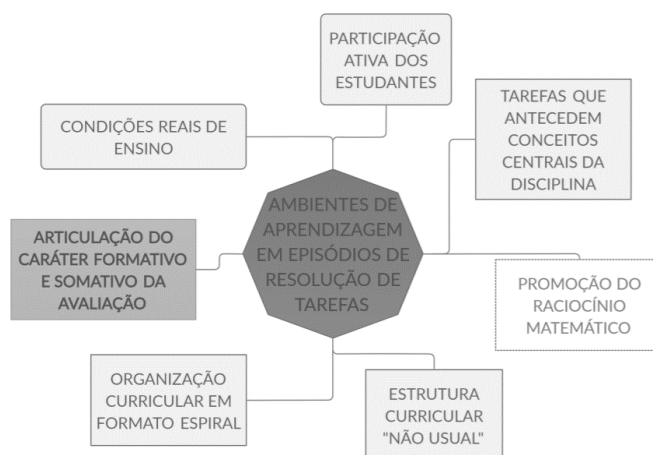 PARTICIPAÇÃO
ATIVA DOS
ESTUDANTES
CONDIÇÕES REAIS DE
ENSINO
TAREFAS QUE
ANTECEDEM
CONCEITOS
CENTRAIS DA
DISCIPLINA
AMBIENTES DE
APRENDIZAGEM
EM EPISÓDIOS DE
RESOLUÇÃO DE
TAREFAS
ARTICULAÇÃO DO
CARÁTER FORMATIVO
E SOMATIVO DA
AVALIAÇÃO
PROMOÇÃO DO
RACIOCÍNIO
MATEMÁTICO
ORGANIZAÇÃO
CURRICULAR EM
FORMATO ESPIRAL
ESTRUTURA
CURRICULAR
"NÃO USUAL"